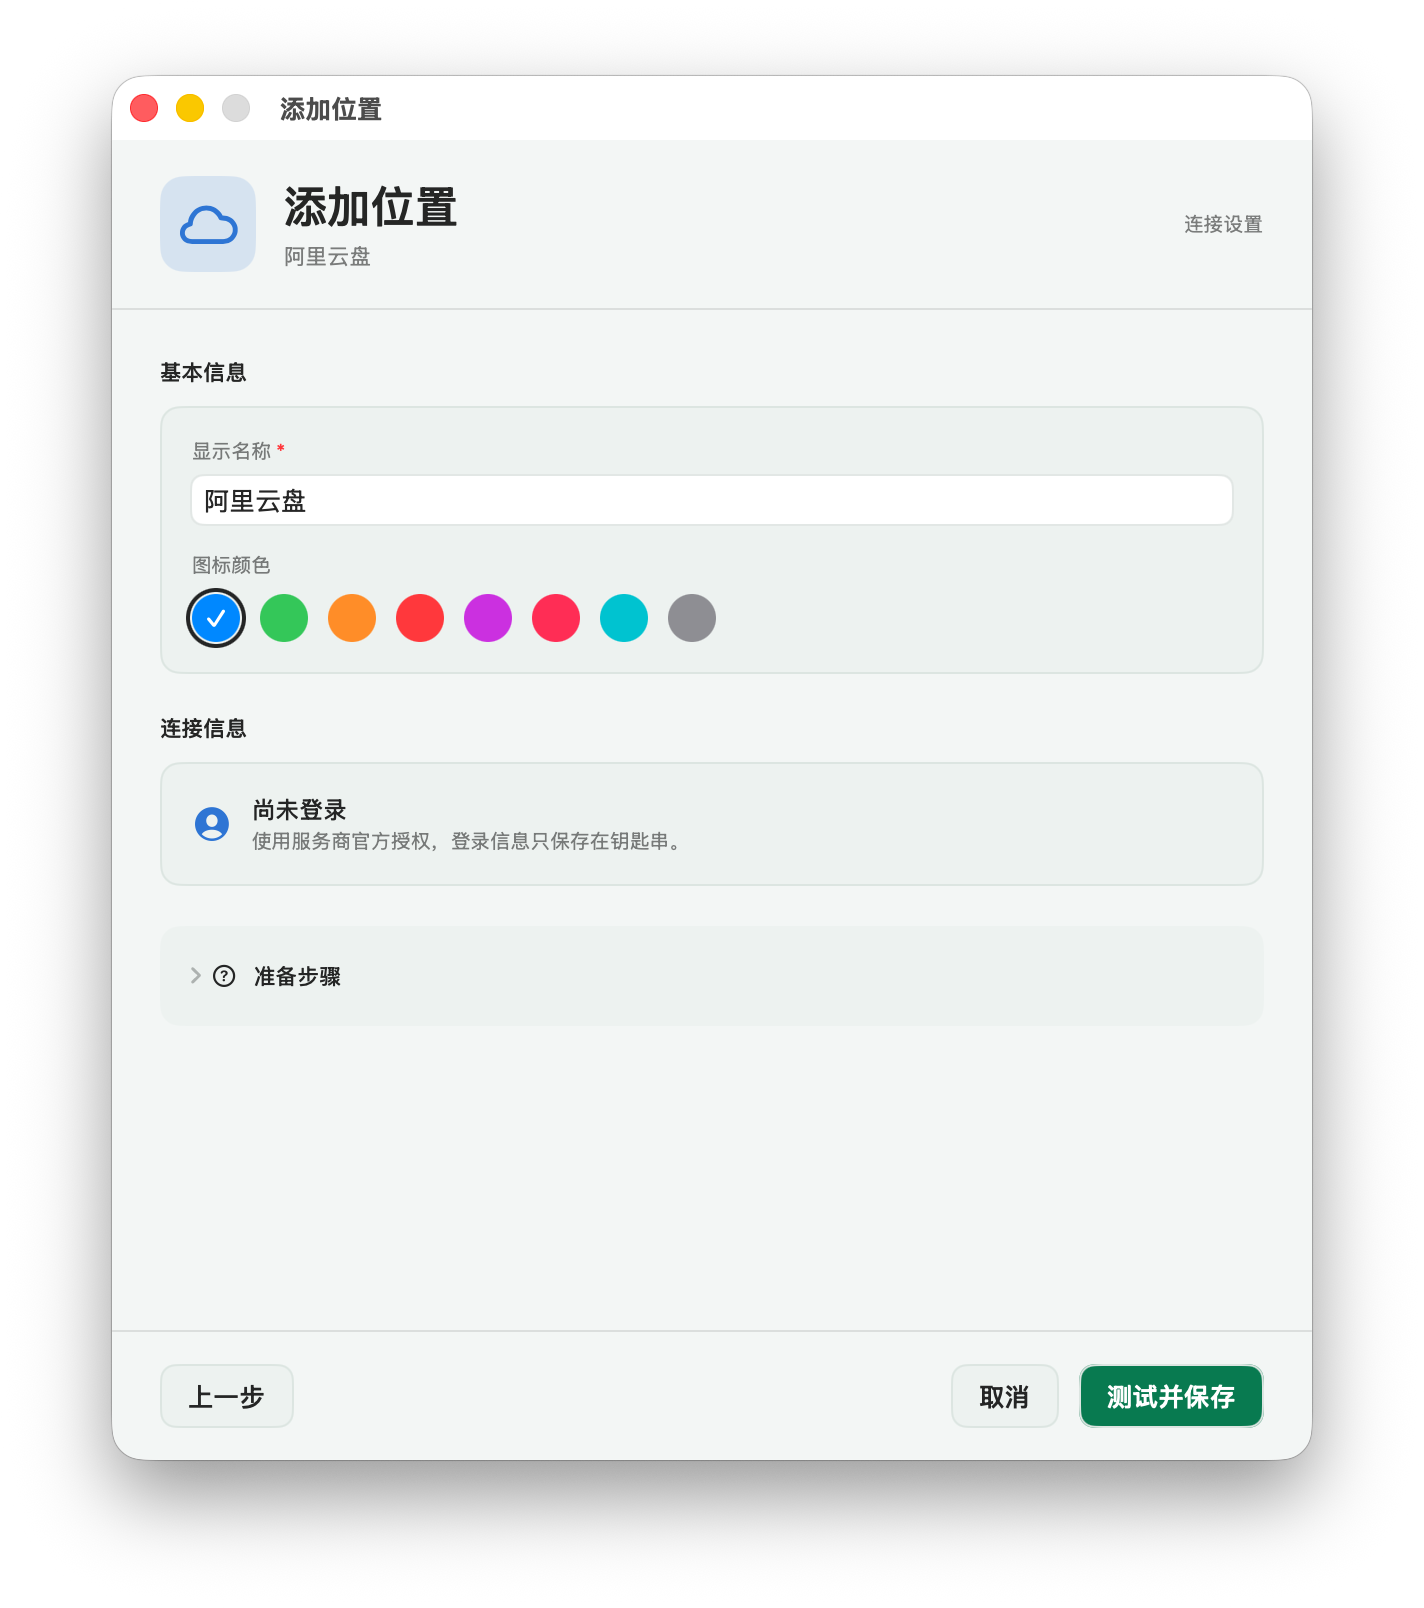 添加位置
添加位置
阿里云盘
连接设置
基本信息
显示名称 *
阿里云盘
图标颜色
连接信息
尚未登录
使用服务商官方授权，登录信息只保存在钥匙串。
准备步骤
上一步
取消
测试并保存